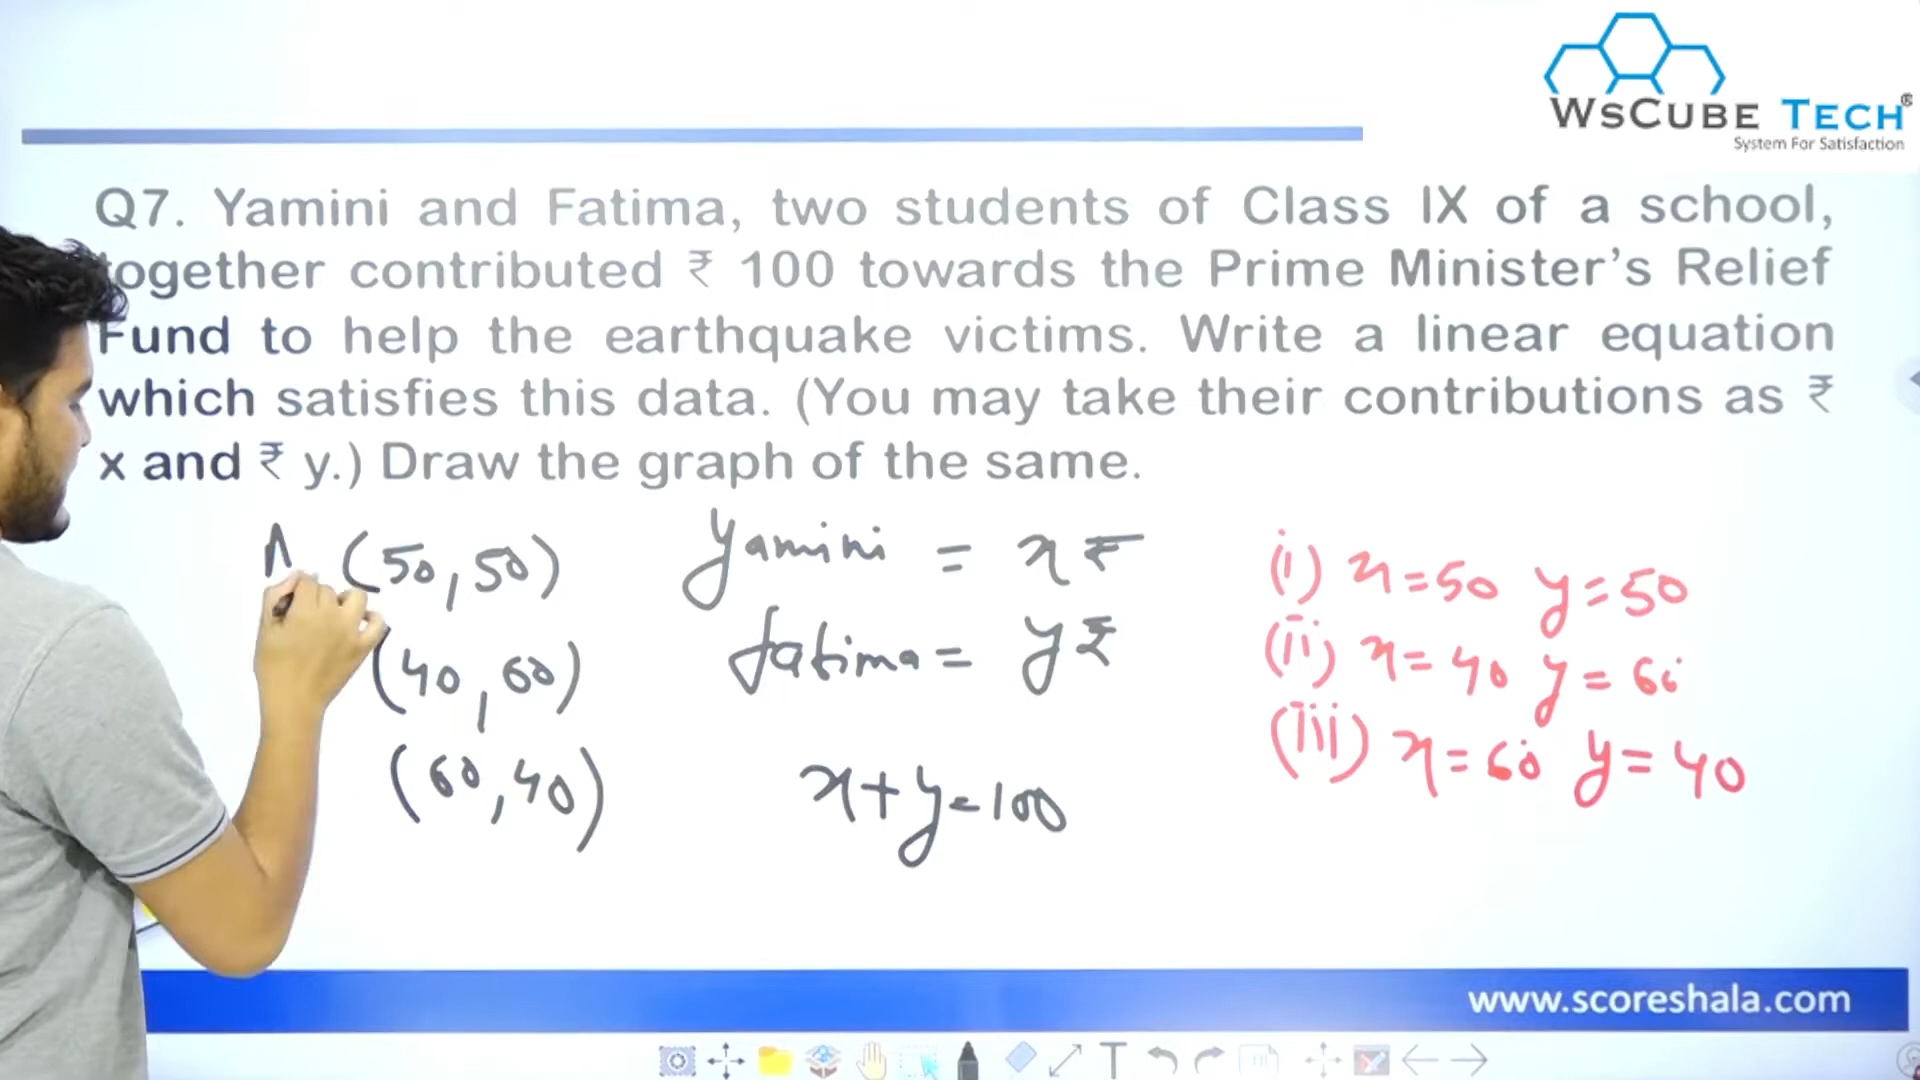 WsCube Tech®
System For Satisfaction
Q7. Yamini and Fatima, two students of Class IX of a school,
together contributed ₹ 100 towards the Prime Minister's Relief
Fund to help the earthquake victims. Write a linear equation
which satisfies this data. (You may take their contributions as ₹
x and ₹ y.) Draw the graph of the same.
(50,50) Yamini = x ₹ (i) x=50 y=50
(40,60) fatima = y ₹ (ii) x=40 y=60
(60,40) x+y=100 (iii) x=60 y=40
www.scoreshala.com
T